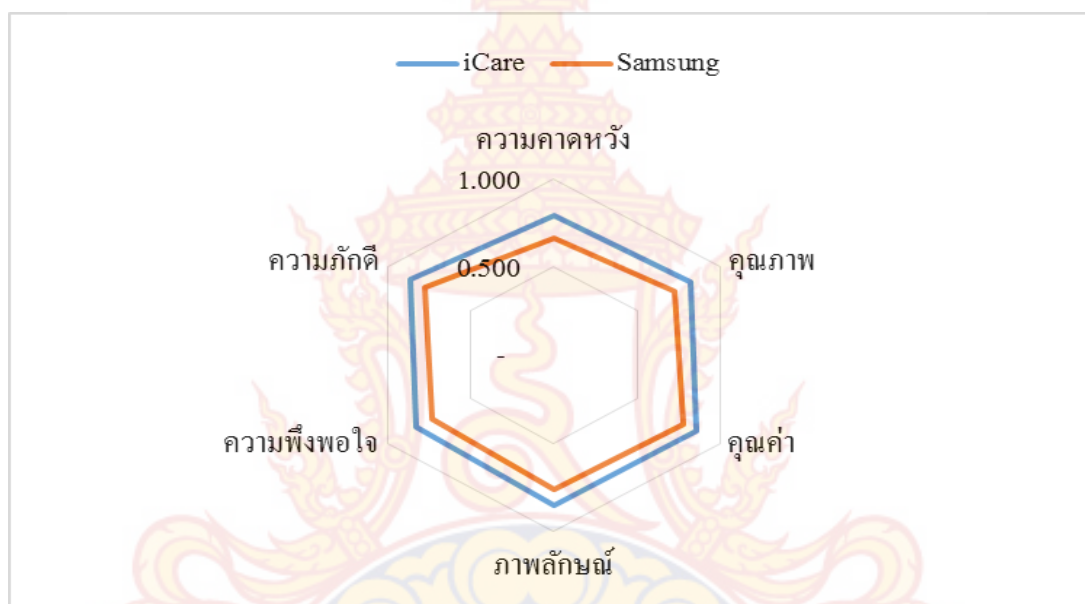 iCare Samsung
ความคาดหวัง
1.000
ความภักดี
0.500
คุณภาพ
-
ความพึงพอใจ
คุณค่า
ภาพลักษณ์